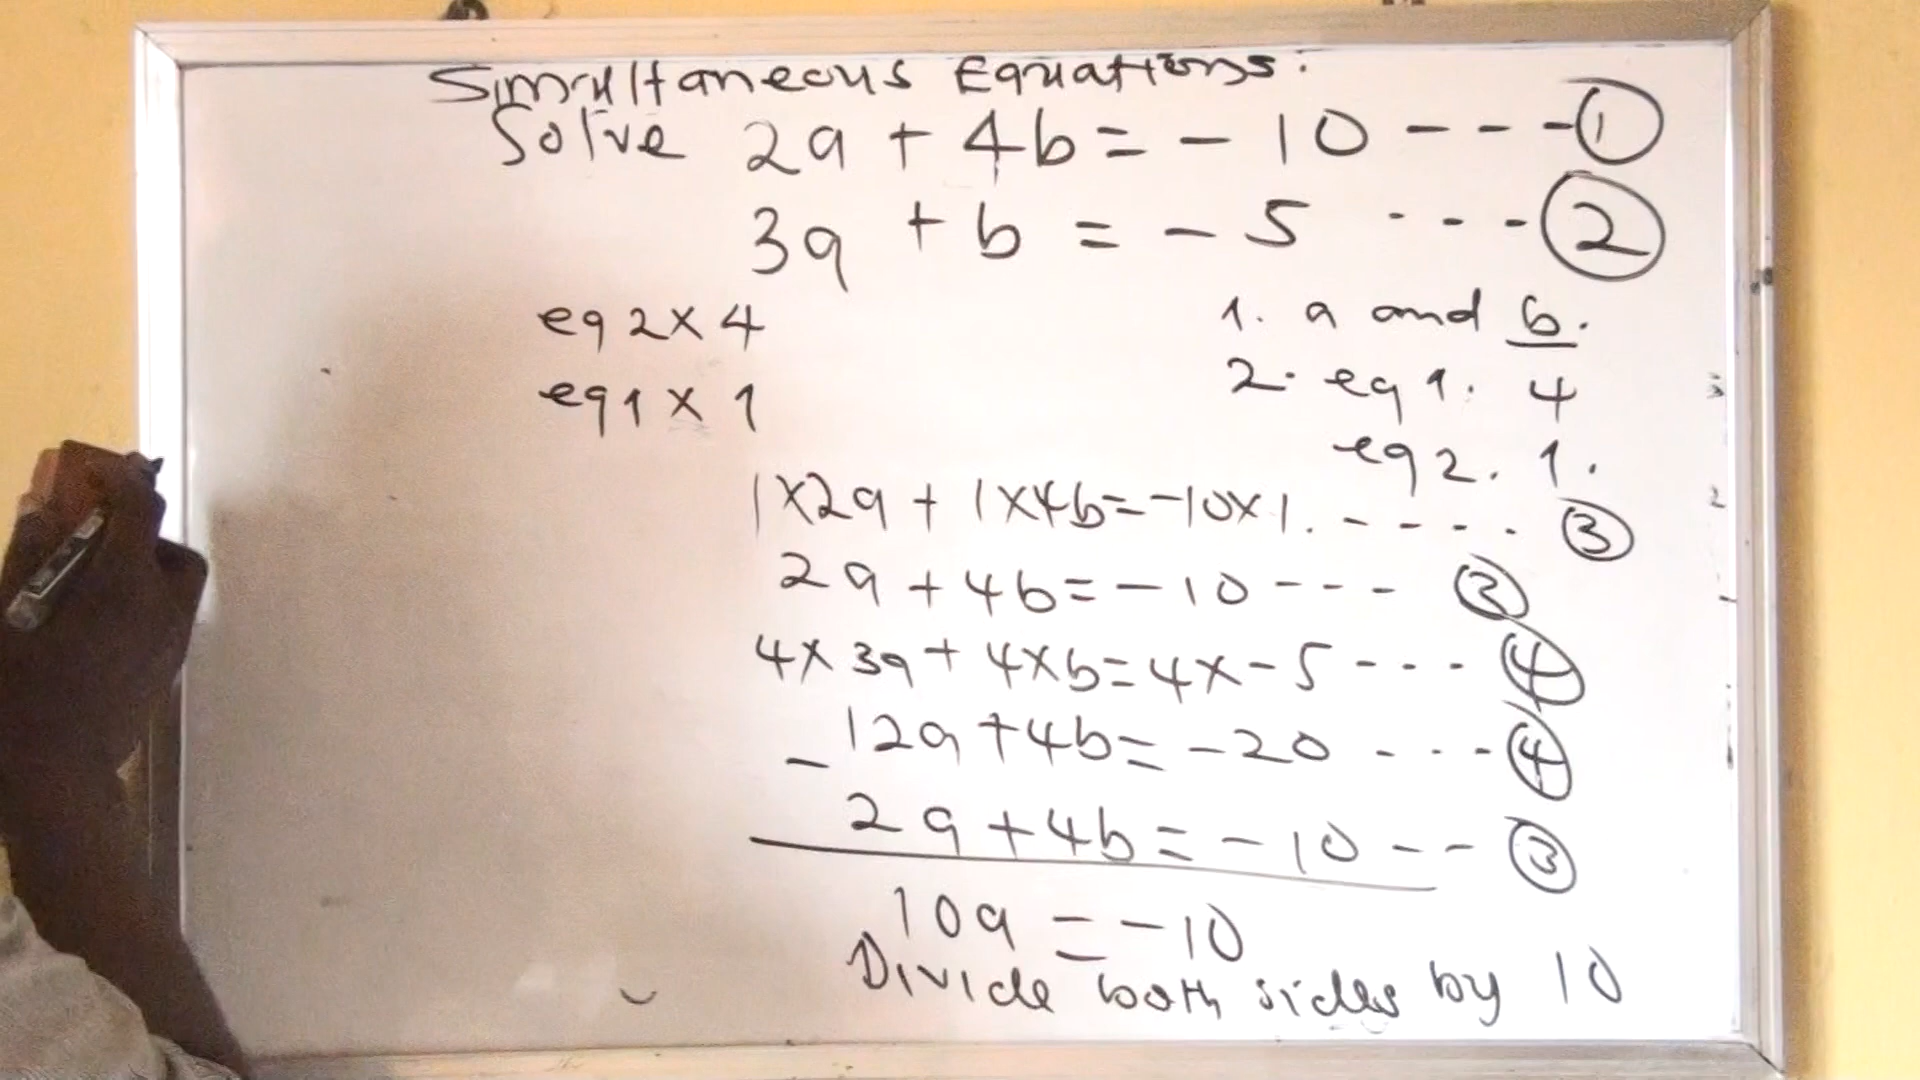 Simultaneous Equations:
Solve 2a + 4b = - 10 - - - ①
3a + b = - 5 - - - ②
eq 2 x 4
eq 1 x 1
1. a and b.
2. eq 1. 4
eq 2. 1.
1x2a + 1x4b = -10x1. - - - - ③
2a + 4b = - 10 - - - ③
4x 3a + 4xb = 4x - 5 - - - ④
12a + 4b = - 20 - - - ④
- 2a + 4b = - 10 - - ③
10a = - 10
Divide both sides by 10